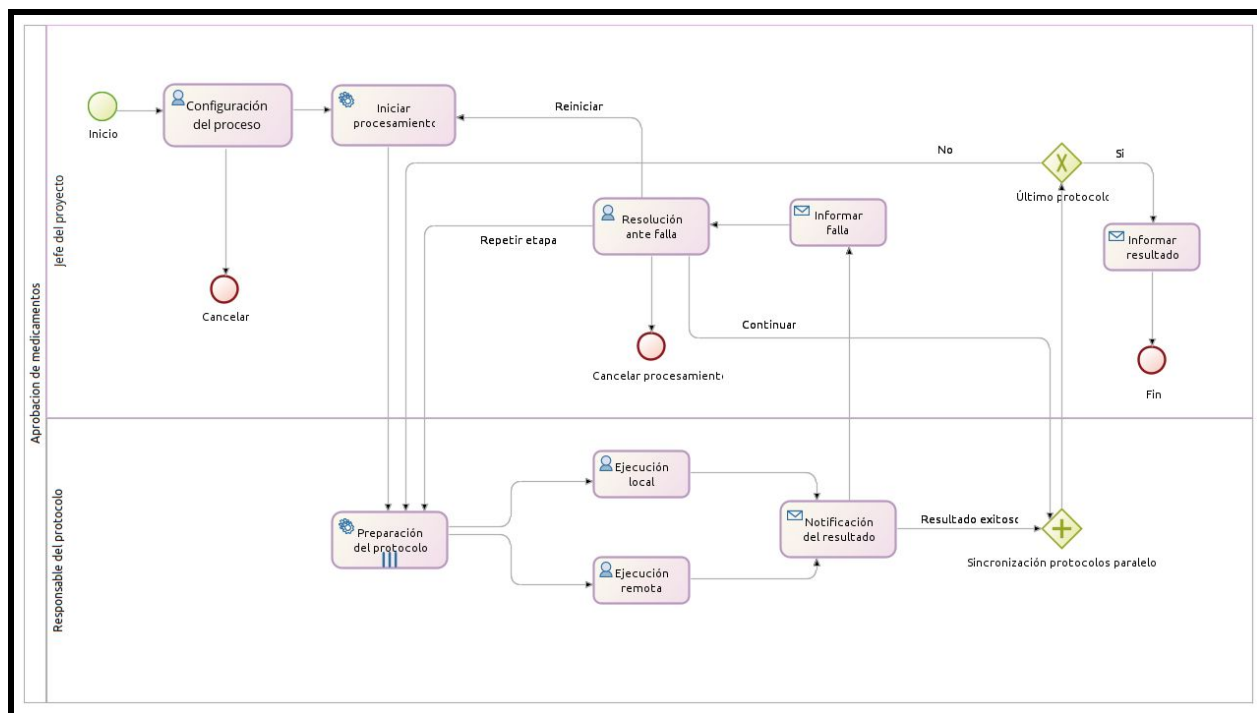 Aprobacion de medicamentos
Jefe del proyecto
Inicio
Configuración
del proceso
Iniciar
procesamiento
Reiniciar
No
Si
Último protocolo
Resolución
ante falla
Informar
falla
Repetir etapa
Informar
resultado
Cancelar
Continuar
Cancelar procesamiento
Fin
Responsable del protocolo
Preparación
del protocolo
Ejecución
local
Ejecución
remota
Notificación
del resultado
Resultado exitoso
Sincronización protocolos paralelo